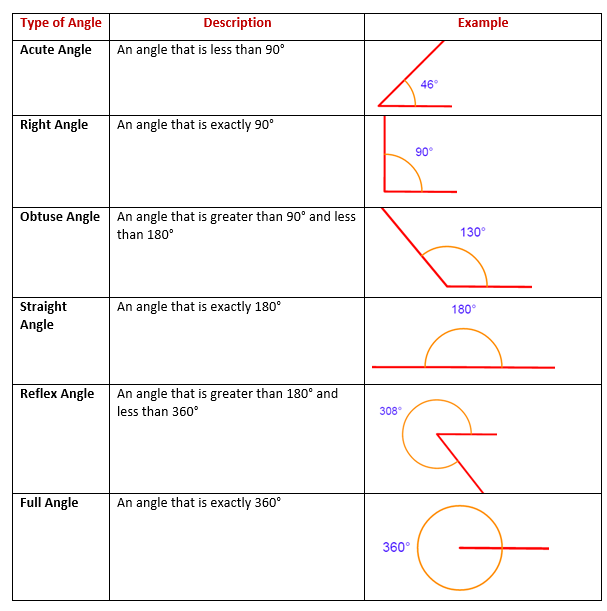 Type of Angle Description Example
Acute Angle An angle that is less than 90°
46°
Right Angle An angle that is exactly 90°
90°
Obtuse Angle An angle that is greater than 90° and less
than 180°
130°
Straight An angle that is exactly 180°
Angle
180°
Reflex Angle An angle that is greater than 180° and
less than 360°
308°
Full Angle An angle that is exactly 360°
360°